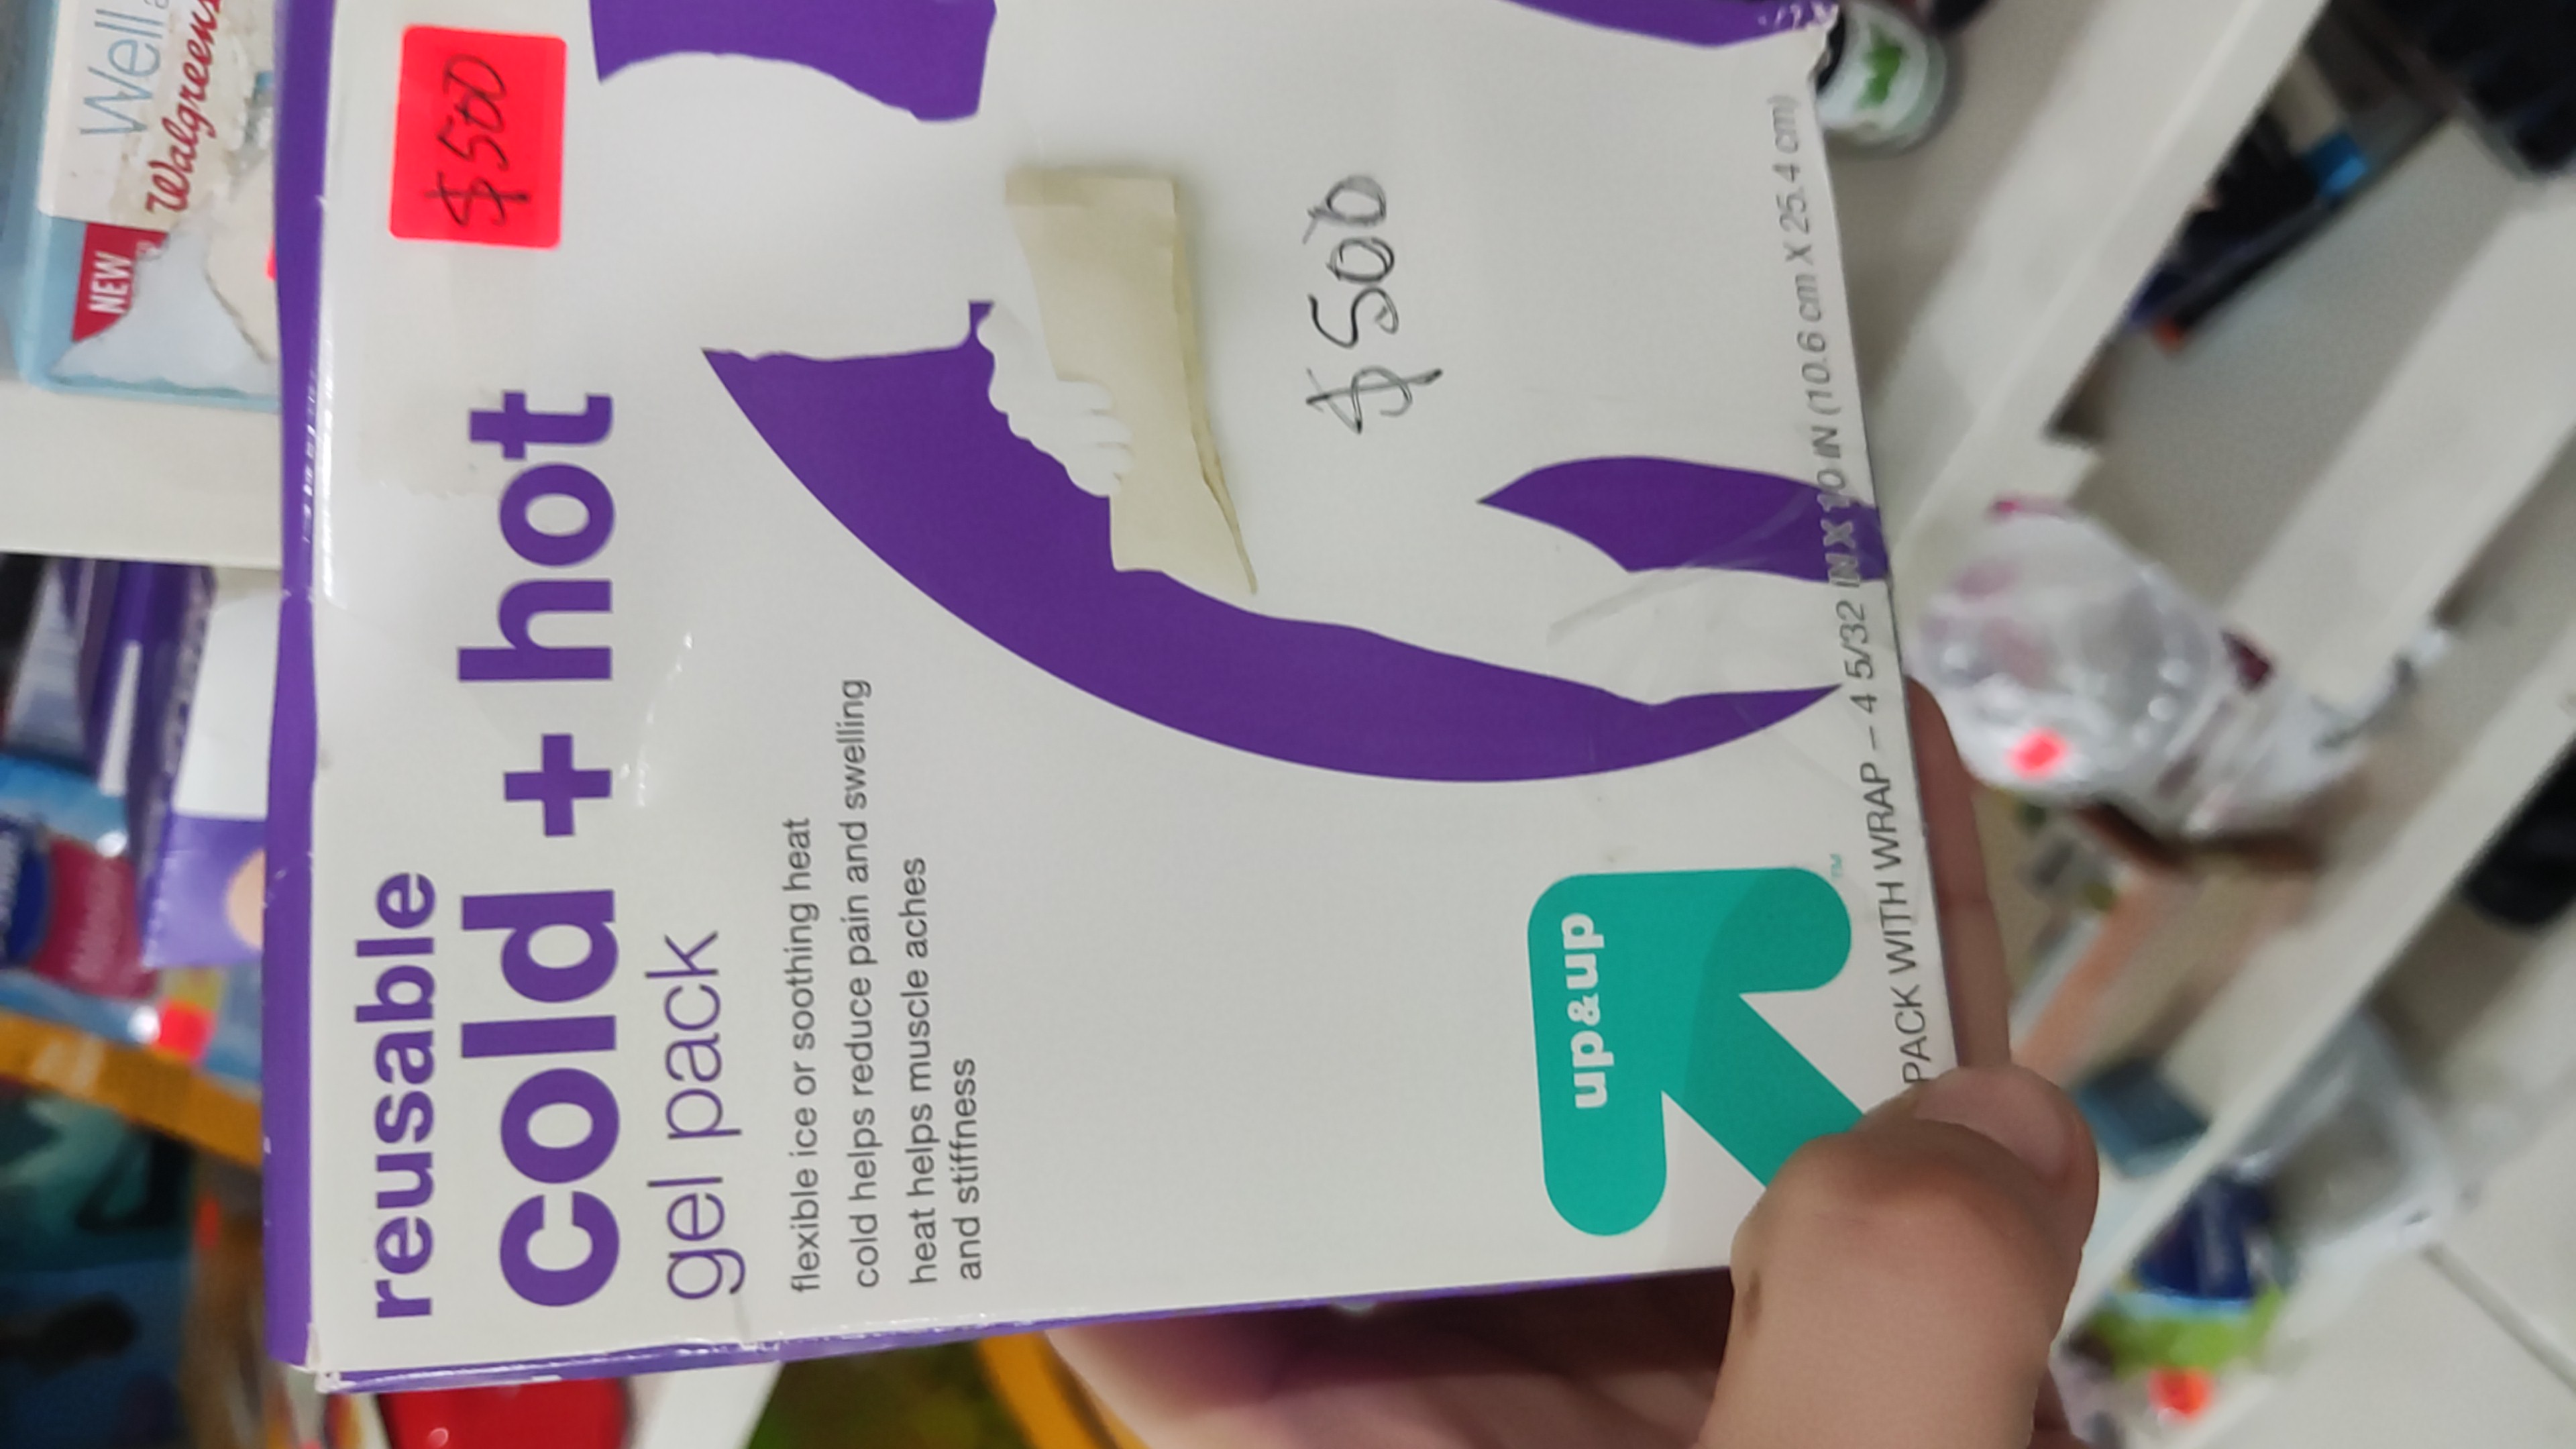 reusable
cold + hot
gel pack
flexible ice or soothing heat
cold helps reduce pain and swelling
heat helps muscle aches
and stiffness
$500
$500
up&up
TM
PACK WITH WRAP – 4 5/32 IN X 10 IN (10.6 cm X 25.4 cm)
Well
Walgreens
NEW